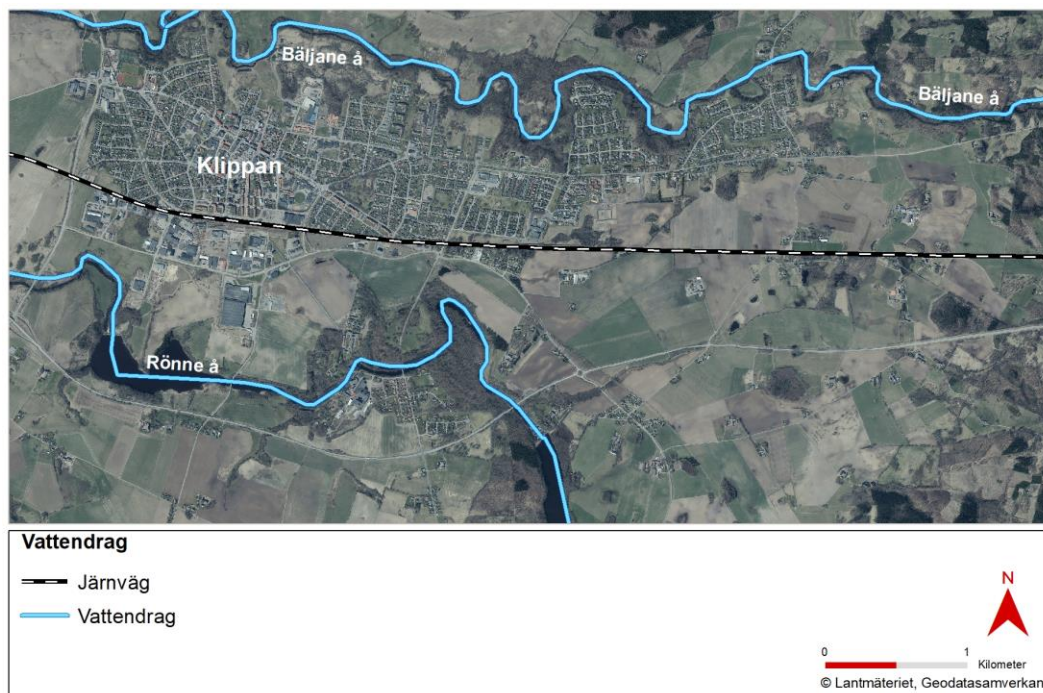 Bäljane å
Bäljane å
Klippan
Rönne å
Vattendrag
Järnväg
Vattendrag
N
0 1
Kilometer
© Lantmäteriet, Geodatasamverkan